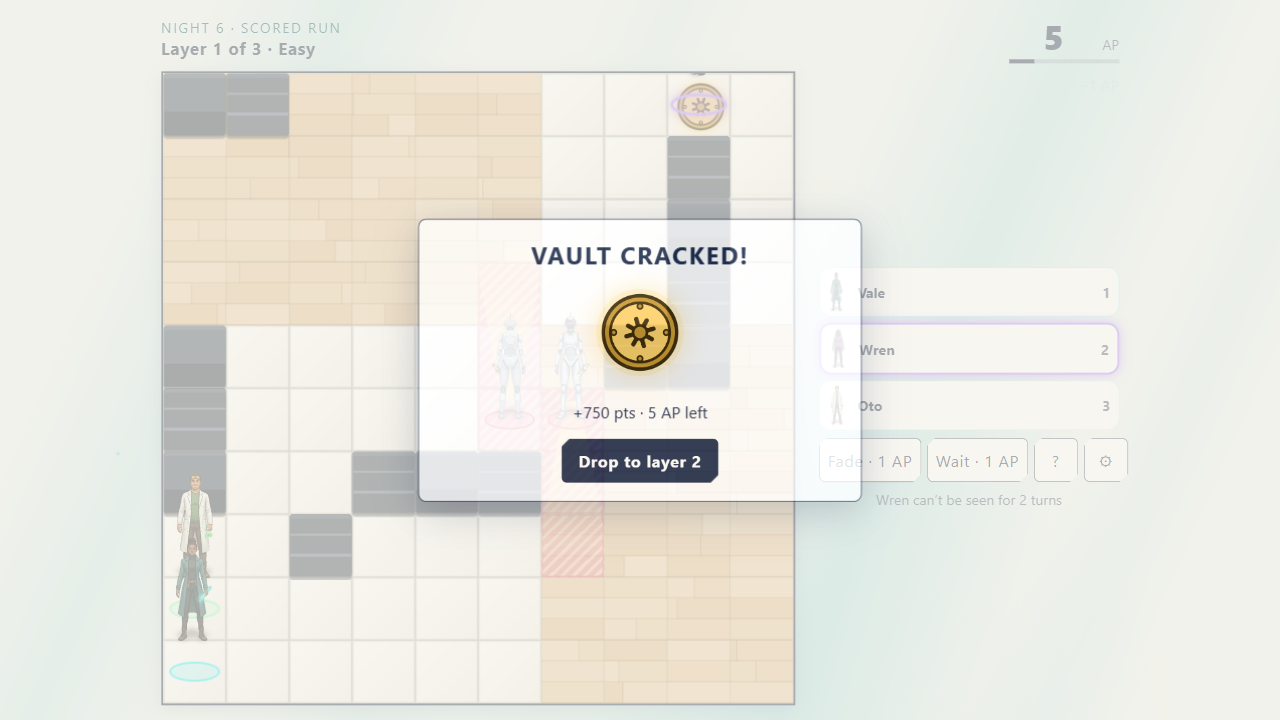 NIGHT 6 · SCORED RUN
Layer 1 of 3 · Easy
5 AP
VAULT CRACKED!
+750 pts · 5 AP left
Drop to layer 2
Vale 1
Wren 2
Oto 3
Fade · 1 AP
Wait · 1 AP
?
Wren can't be seen for 2 turns